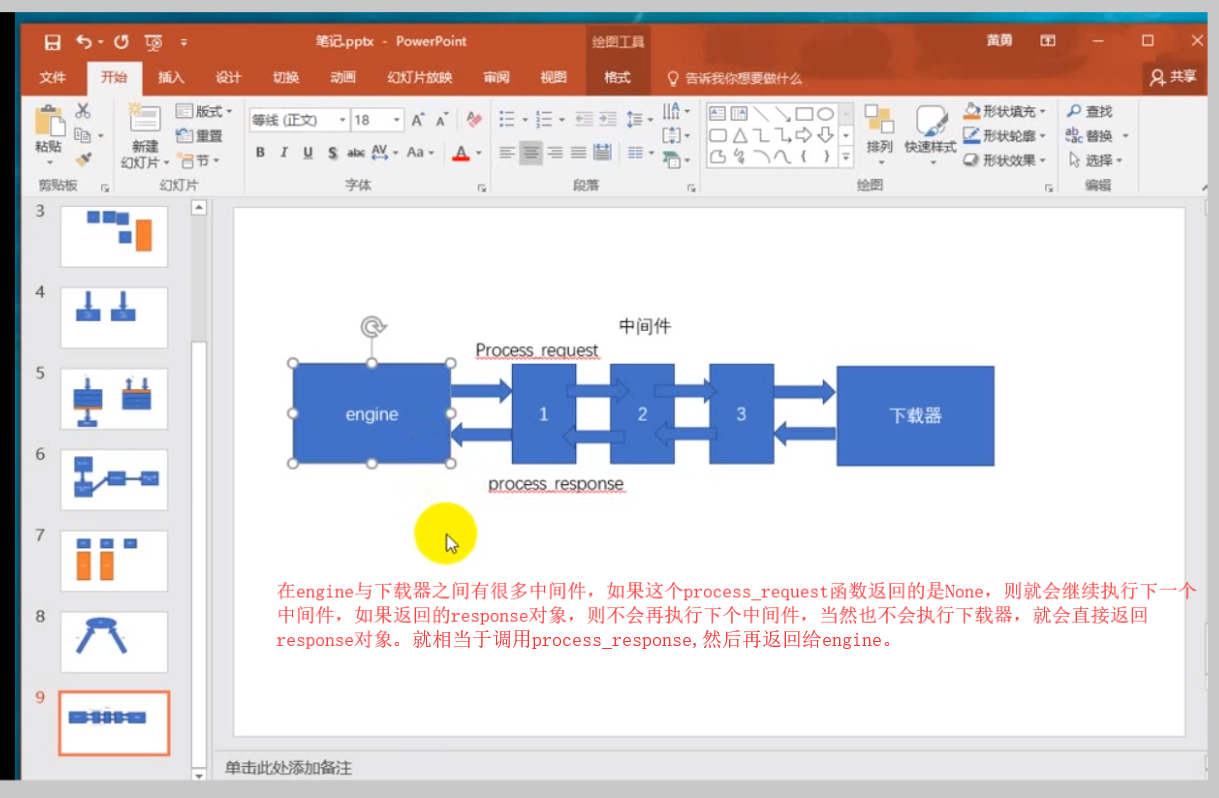 笔记.pptx - PowerPoint
绘图工具
黄勇
文件 开始 插入 设计 切换 动画 幻灯片放映 审阅 视图 格式 告诉我你想要做什么 共享
粘贴
新建
幻灯片
版式
重置
节
等线 (正文) 18
B I U S abc AV Aa A
排列
快速样式
形状填充
形状轮廓
形状效果
查找
替换
选择
剪贴板 幻灯片 字体 段落 绘图 编辑
3
4
5
6
7
8
9
中间件
Process_request
engine 1 2 3 下载器
process_response
在engine与下载器之间有很多中间件，如果这个process_request函数返回的是None，则就会继续执行下一个
中间件，如果返回的response对象，则不会再执行下个中间件，当然也不会执行下载器，就会直接返回
response对象。就相当于调用process_response,然后再返回给engine。
单击此处添加备注